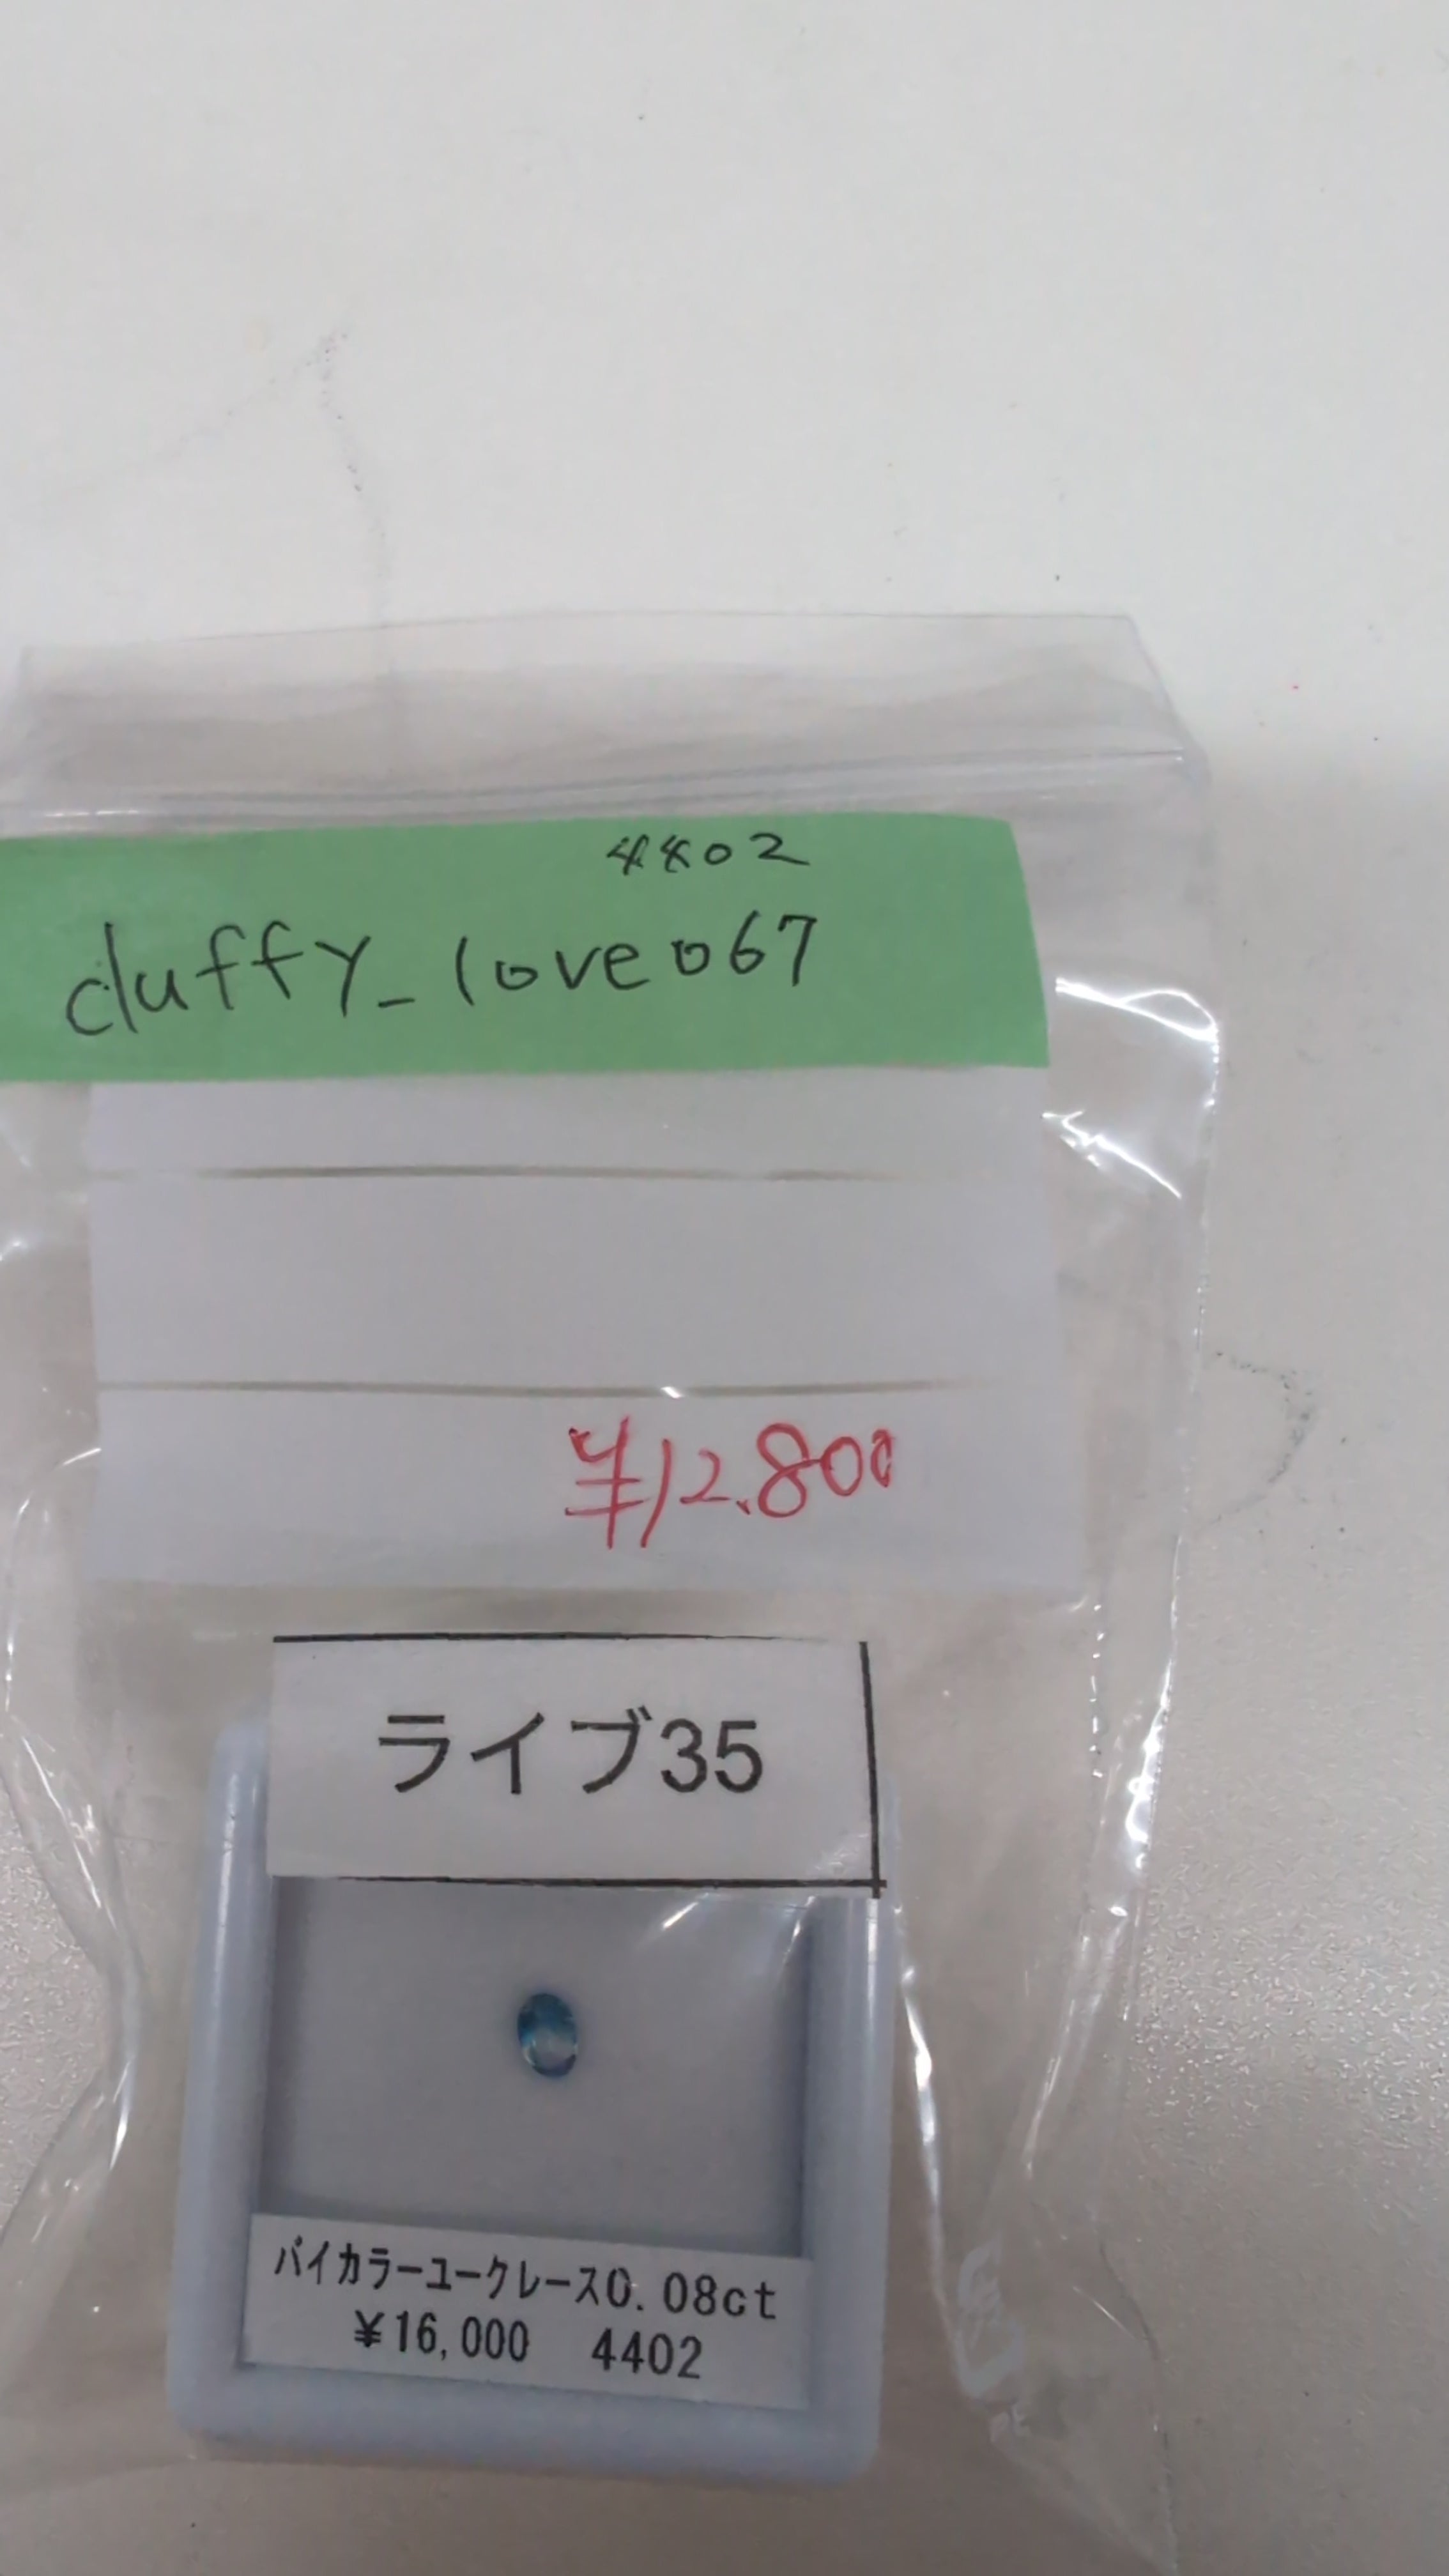 4402
duffy_love067
¥12.800
ライブ35
バイカラーユークレース0.08ct
¥16,000 4402